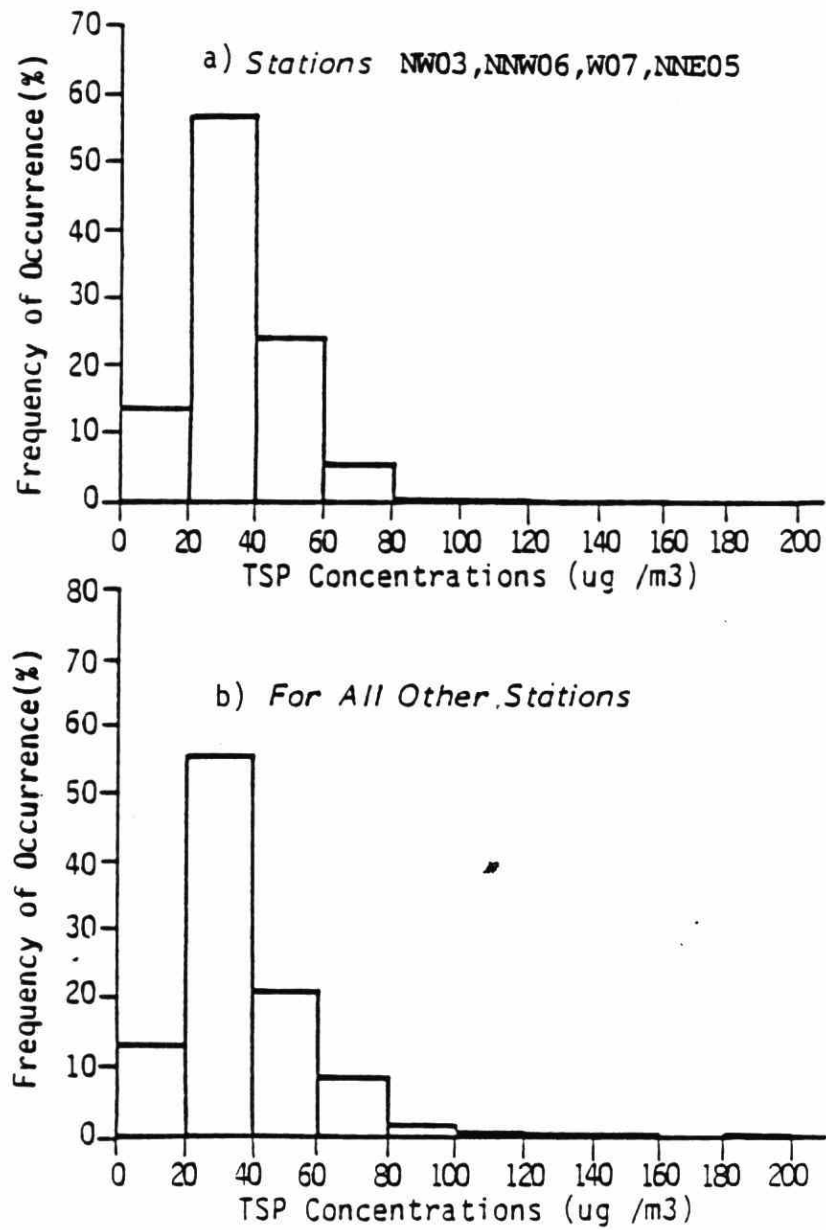 70
60
50
40
30
20
10
0
Frequency of Occurrence(%)
a) Stations NW03,NNW06,W07,NNE05
0 20 40 60 80 100 120 140 160 180 200
TSP Concentrations (ug /m3)
80
70
60
50
40
30
20
10
0
Frequency of Occurrence(%)
b) For All Other Stations
0 20 40 60 80 100 120 140 160 180 200
TSP Concentrations (ug /m3)